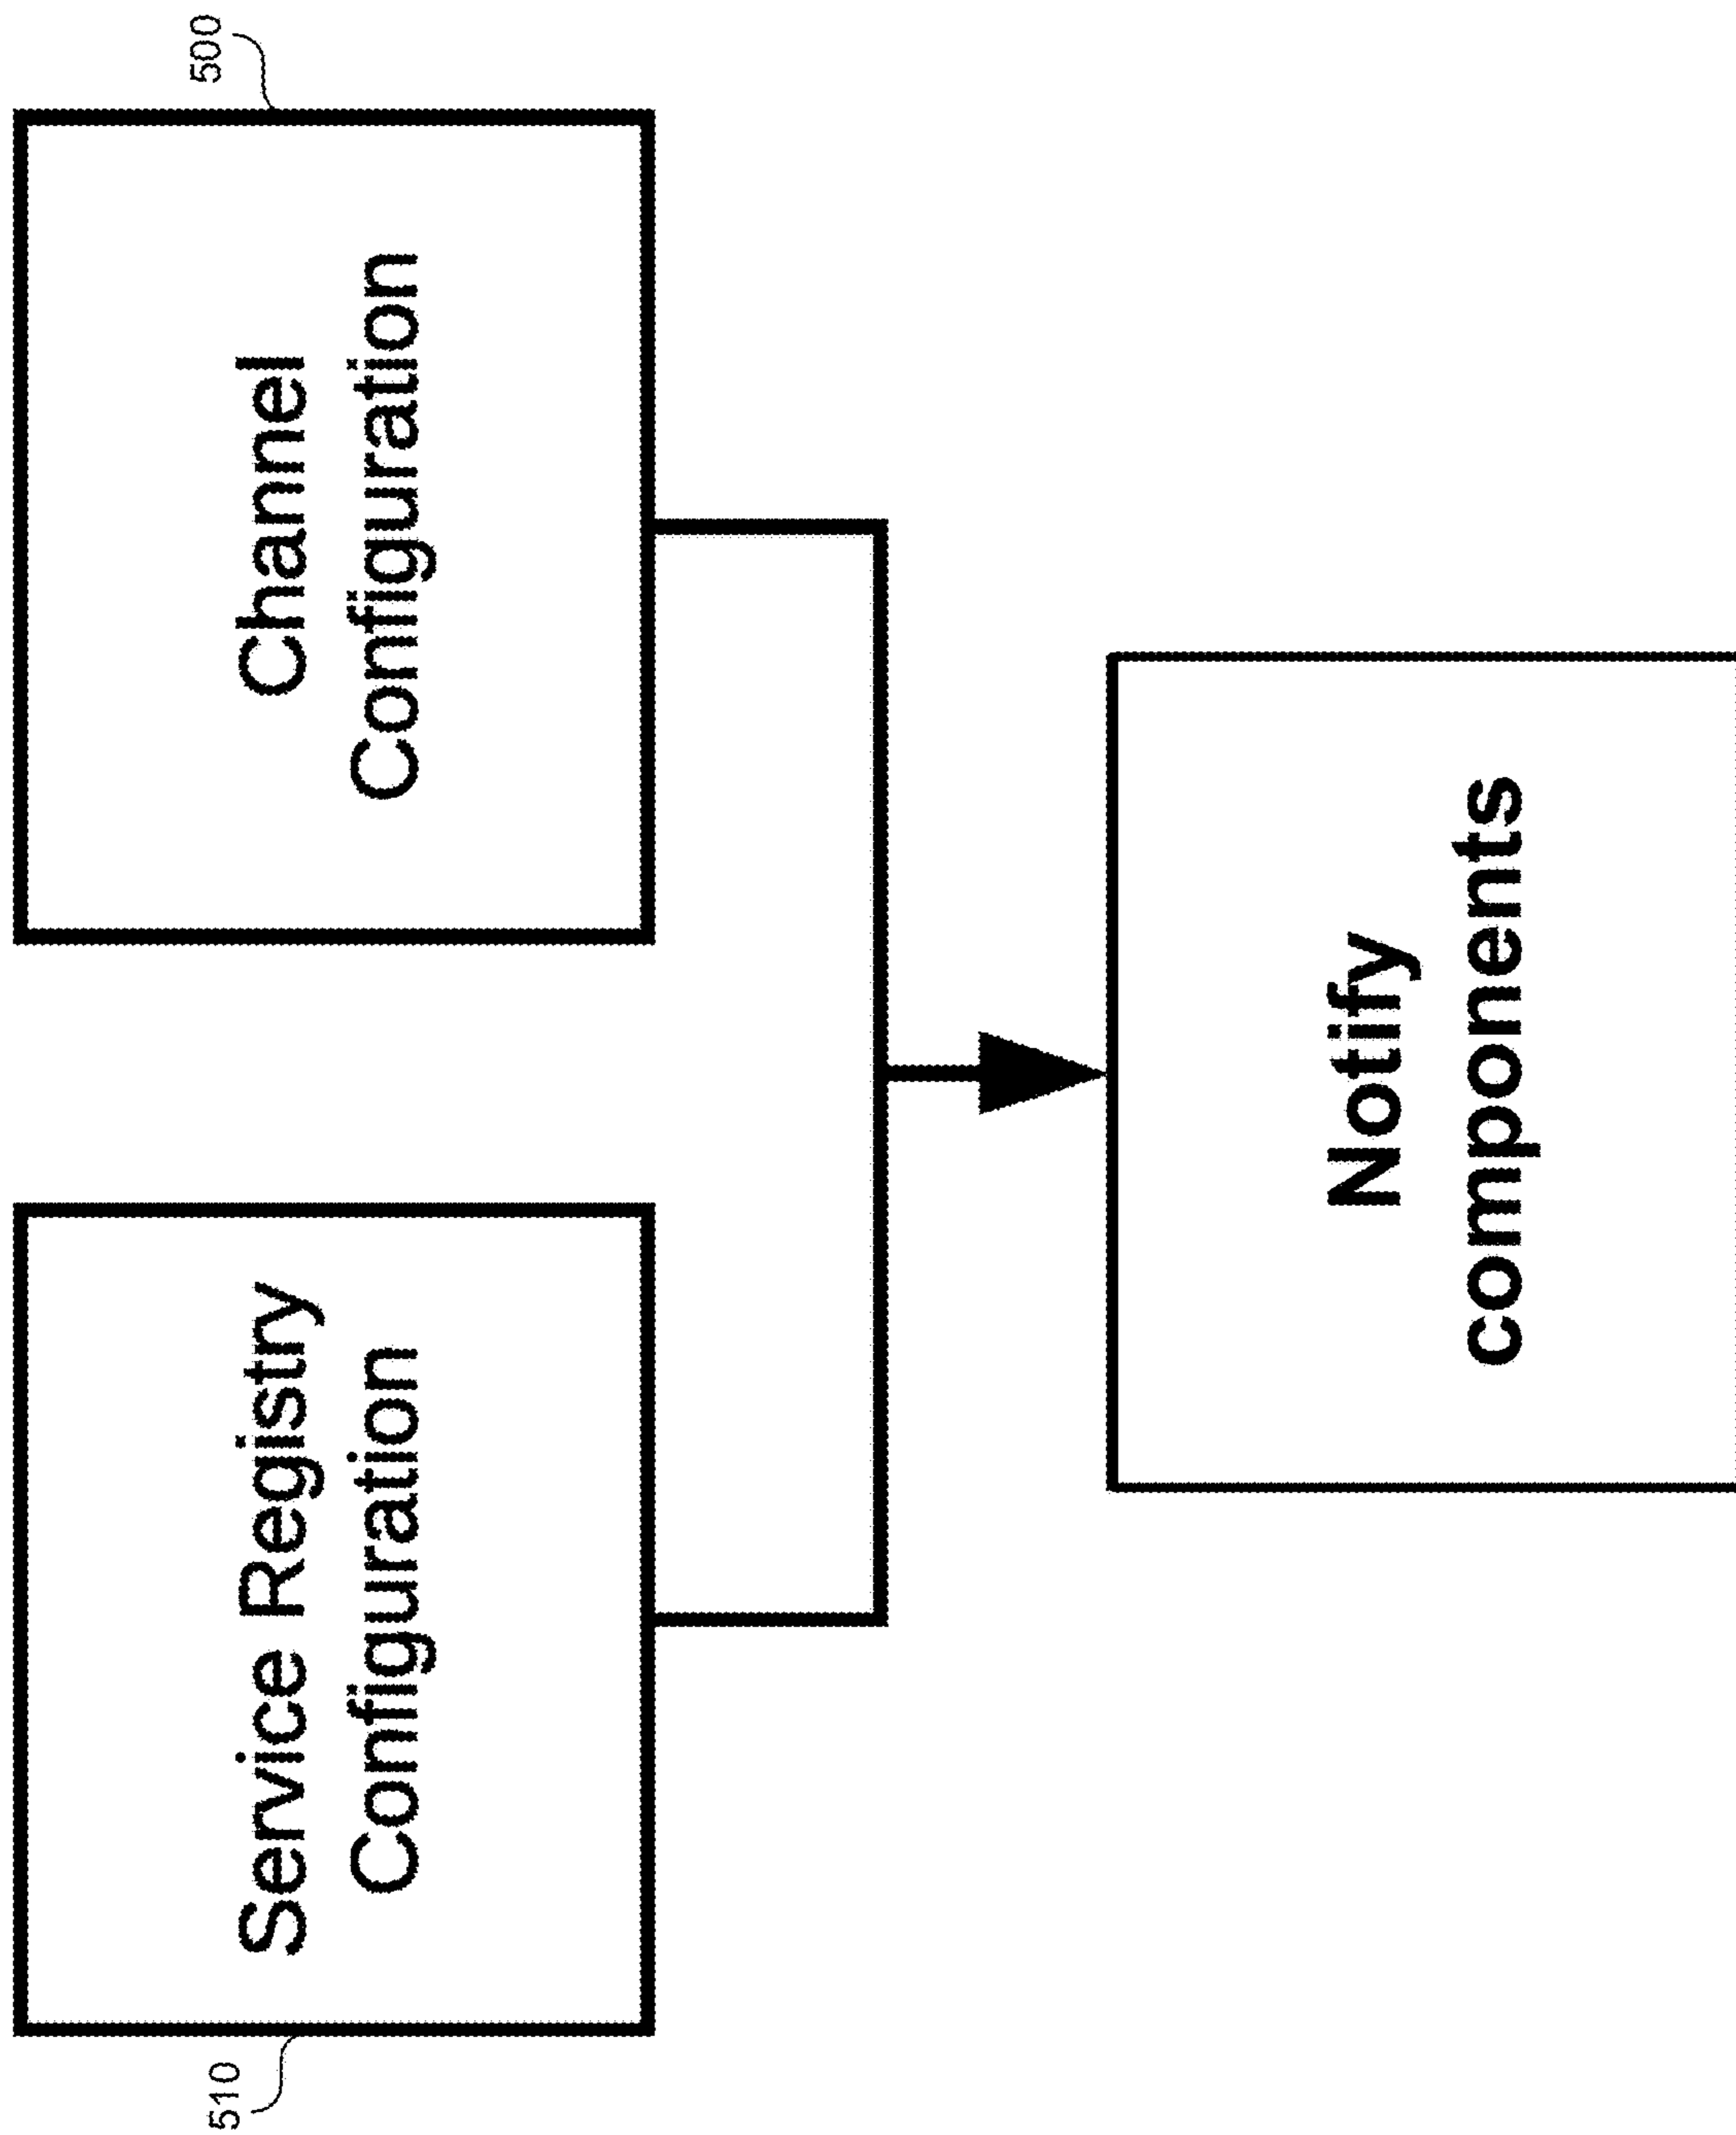 510
Service Registry
Configuration
500
Channel
Configuration
Notify
components